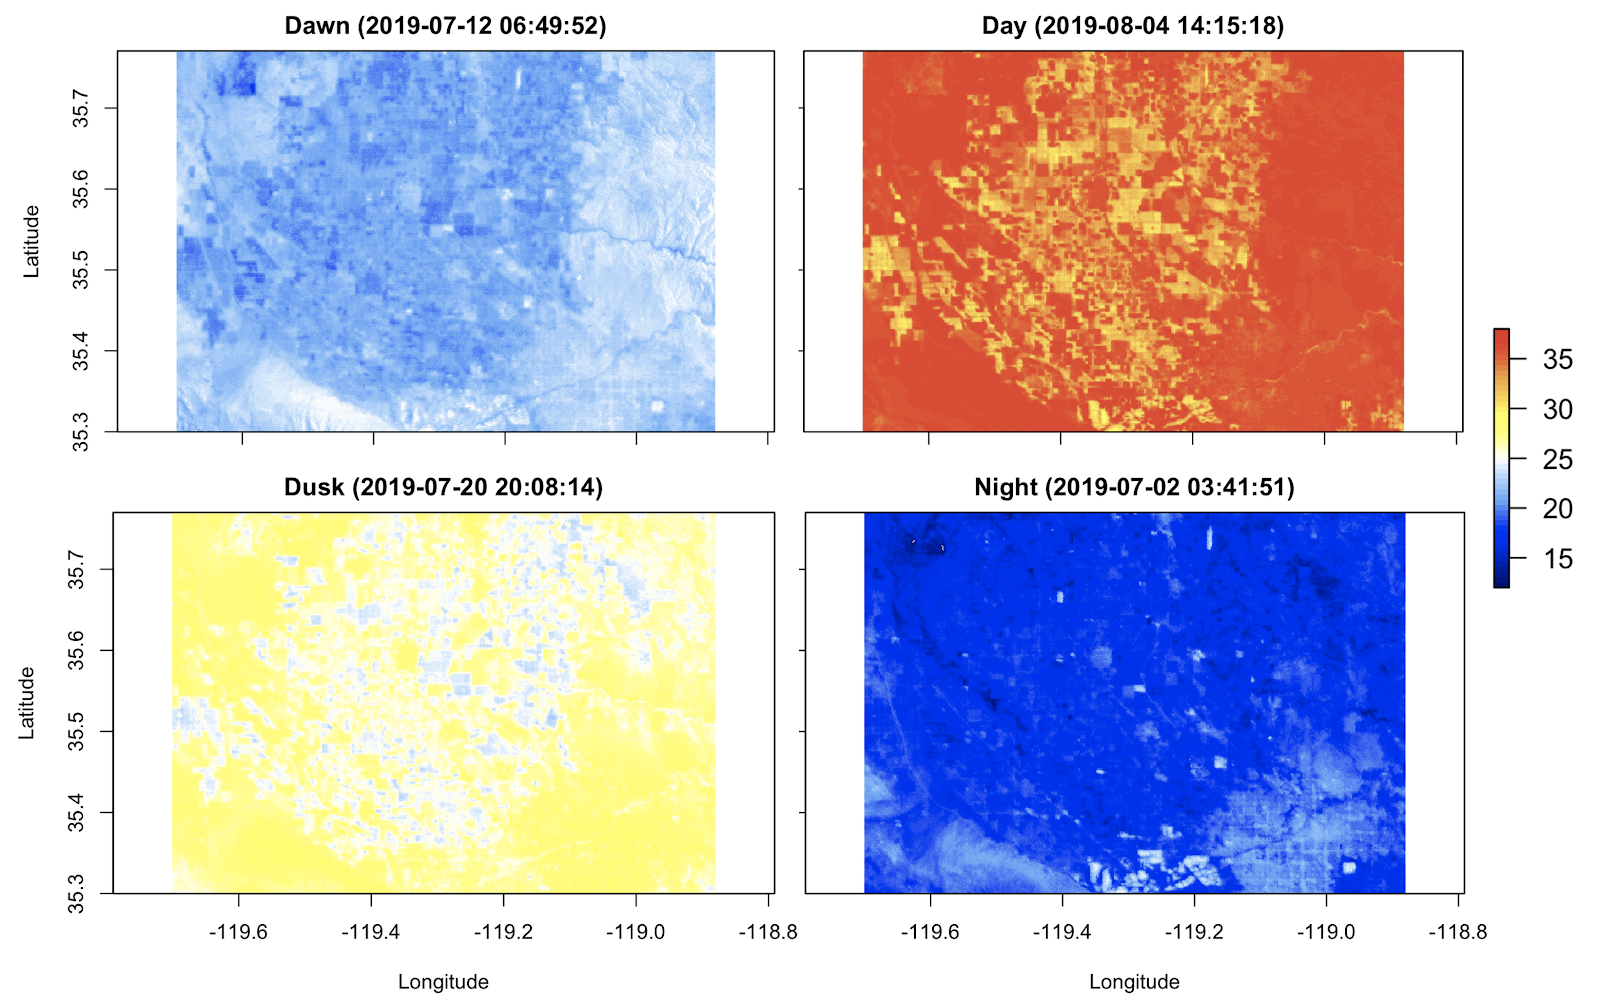 Dawn (2019-07-12 06:49:52)
Day (2019-08-04 14:15:18)
Latitude
35.7
35.6
35.5
35.4
35.3
Dusk (2019-07-20 20:08:14)
Night (2019-07-02 03:41:51)
Latitude
35.7
35.6
35.5
35.4
35.3
35
30
25
20
15
-119.6 -119.4 -119.2 -119.0 -118.8
-119.6 -119.4 -119.2 -119.0 -118.8
Longitude
Longitude